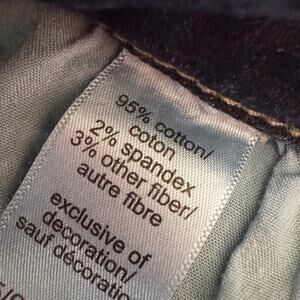 95% cotton/
coton
2% spandex
3% other fiber/
autre fibre
exclusive of
decoration/
sauf décoration